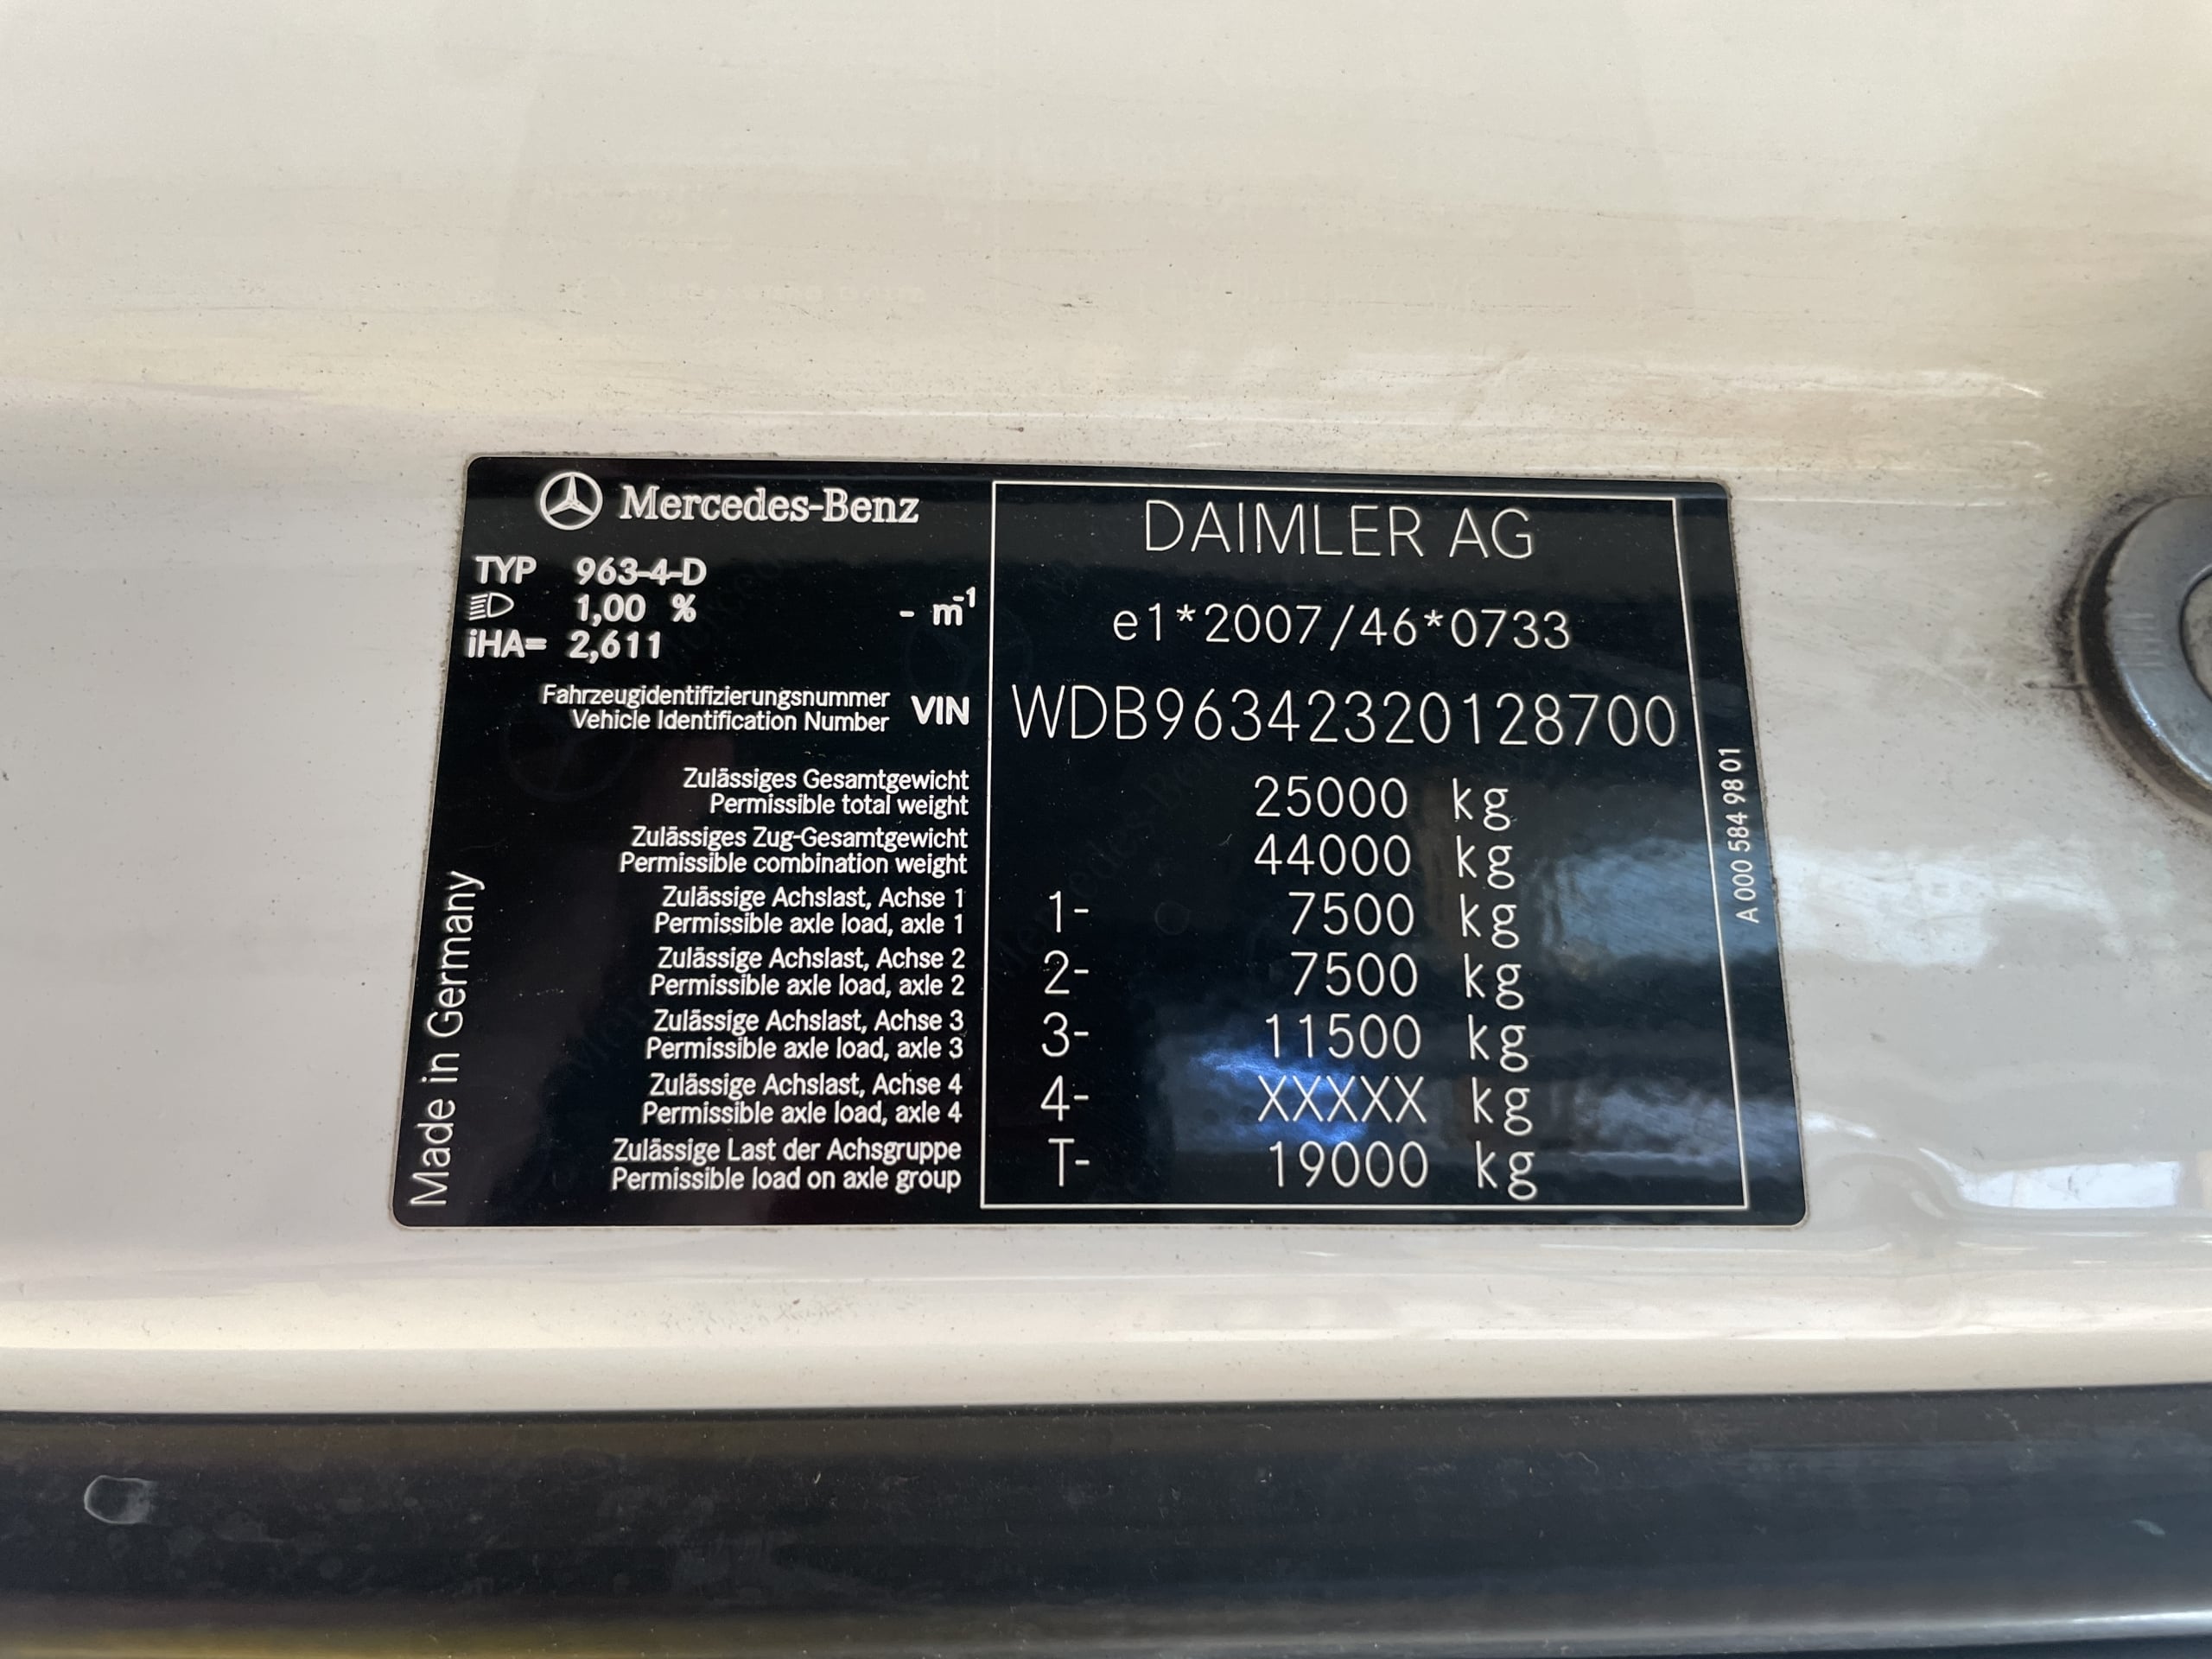 Mercedes-Benz
TYP 963-4-D
1,00 % - m-1
iHA= 2,611
Fahrzeugidentifizierungsnummer
Vehicle Identification Number
VIN
Zulässiges Gesamtgewicht
Permissible total weight
Zulässiges Zug-Gesamtgewicht
Permissible combination weight
Zulässige Achslast, Achse 1
Permissible axle load, axle 1
Zulässige Achslast, Achse 2
Permissible axle load, axle 2
Zulässige Achslast, Achse 3
Permissible axle load, axle 3
Zulässige Achslast, Achse 4
Permissible axle load, axle 4
Zulässige Last der Achsgruppe
Permissible load on axle group
Made in Germany
DAIMLER AG
e1*2007/46*0733
WDB96342320128700
25000 kg
44000 kg
1- 7500 kg
2- 7500 kg
3- 11500 kg
4- XXXXX kg
T- 19000 kg
A 000 584 98 01